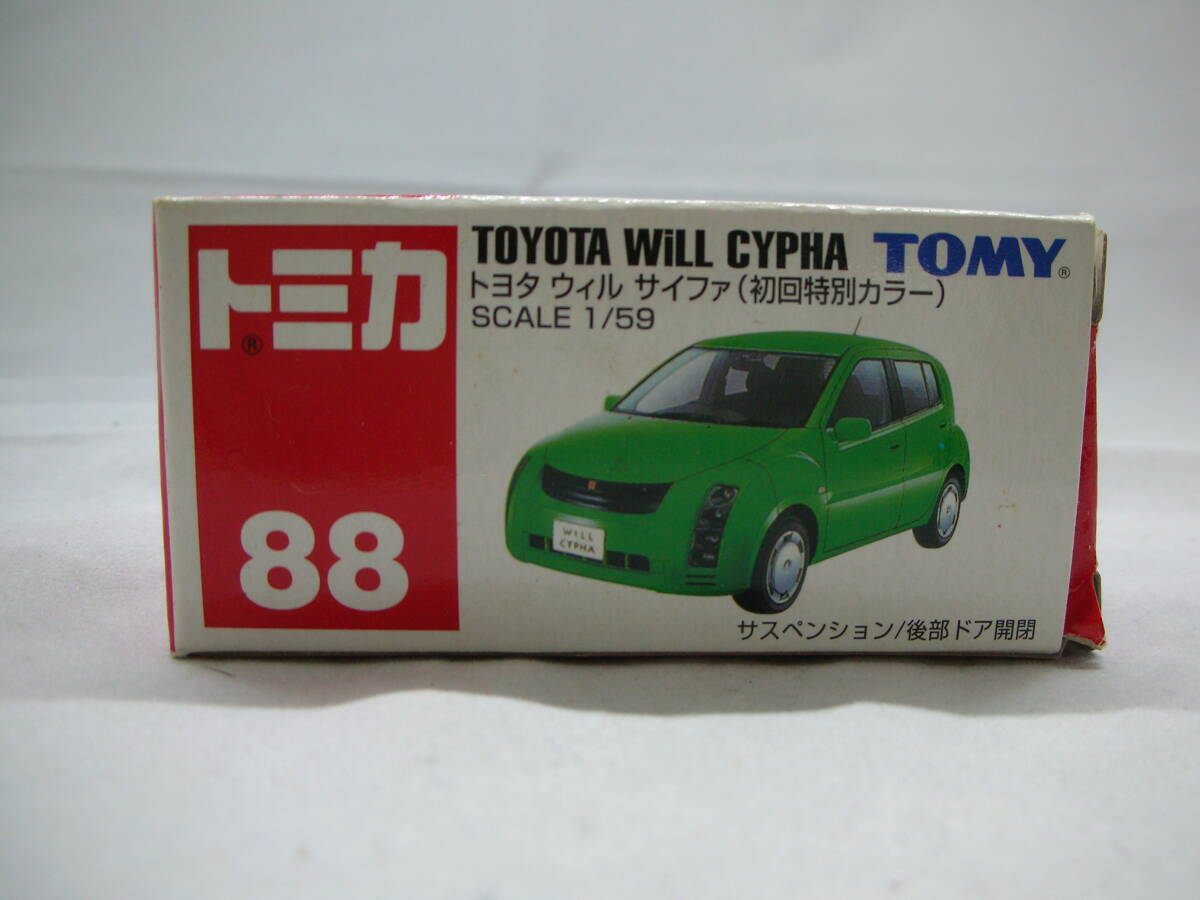 トミカ®
88
TOYOTA WiLL CYPHA TOMY®
トヨタ ウィル サイファ(初回特別カラー)
SCALE 1/59
WiLL
CYPHA
サスペンション/後部ドア開閉